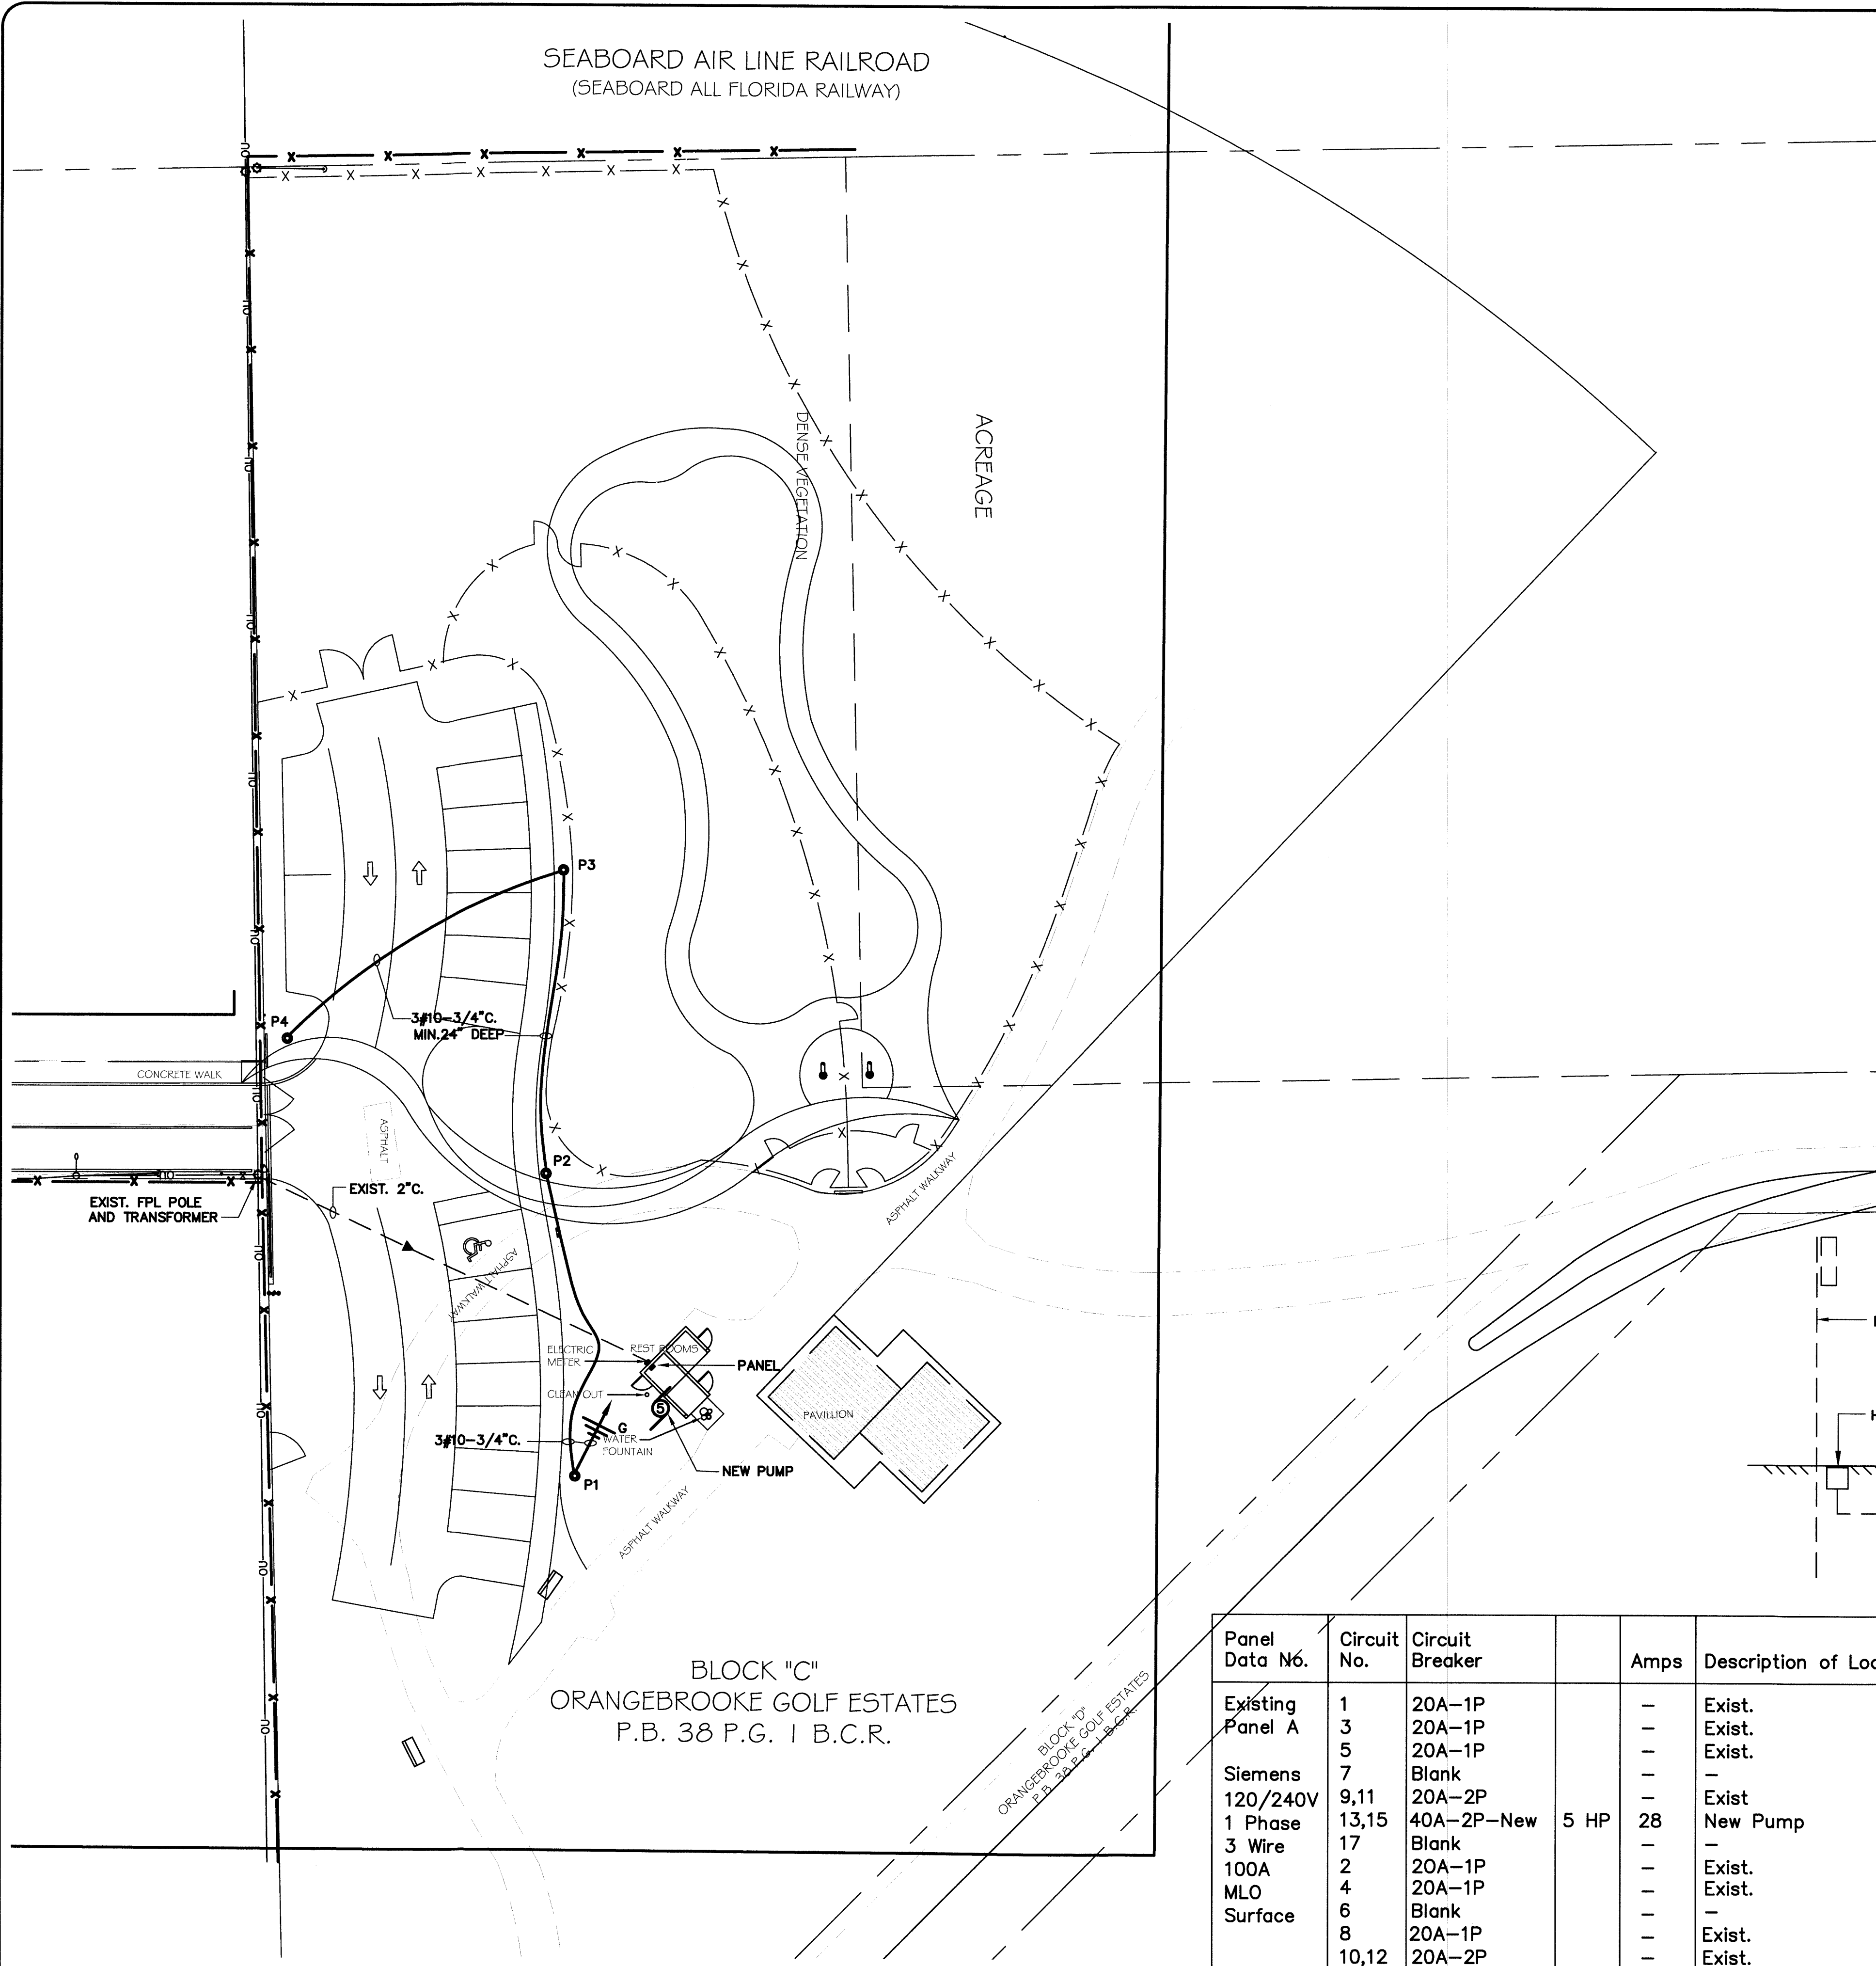 SEABOARD AIR LINE RAILROAD
(SEABOARD ALL FLORIDA RAILWAY)
ACREAGE
DENSE VEGETATION
P3
P4
3#10-3/4"C.
MIN.24" DEEP
CONCRETE WALK
ASPHALT
P2
EXIST. 2"C.
EXIST. FPL POLE
AND TRANSFORMER
ASPHALT WALKWAY
ASPHALT WALKWAY
ELECTRIC
METER
REST ROOMS
PANEL
CLEAN OUT
5
PAVILLION
G
3#10-3/4"C.
WATER
FOUNTAIN
NEW PUMP
P1
ASPHALT WALKWAY
BLOCK "C"
ORANGEBROOKE GOLF ESTATES
P.B. 38 P.G. 1 B.C.R.
BLOCK "D"
ORANGEBROOKE GOLF ESTATES
P.B. 38 P.G. 1 B.C.R.
Panel Data No. Circuit No. Circuit Breaker Amps Description of
Existing 1 20A-1P – Exist.
Panel A 3 20A-1P – Exist.
5 20A-1P – Exist.
Siemens 7 Blank – –
120/240V 9,11 20A-2P – Exist
1 Phase 13,15 40A-2P-New 5 HP 28 New Pump
3 Wire 17 Blank – –
100A 2 20A-1P – Exist.
MLO 4 20A-1P – Exist.
Surface 6 Blank – –
8 20A-1P – Exist.
10,12 20A-2P – Exist.